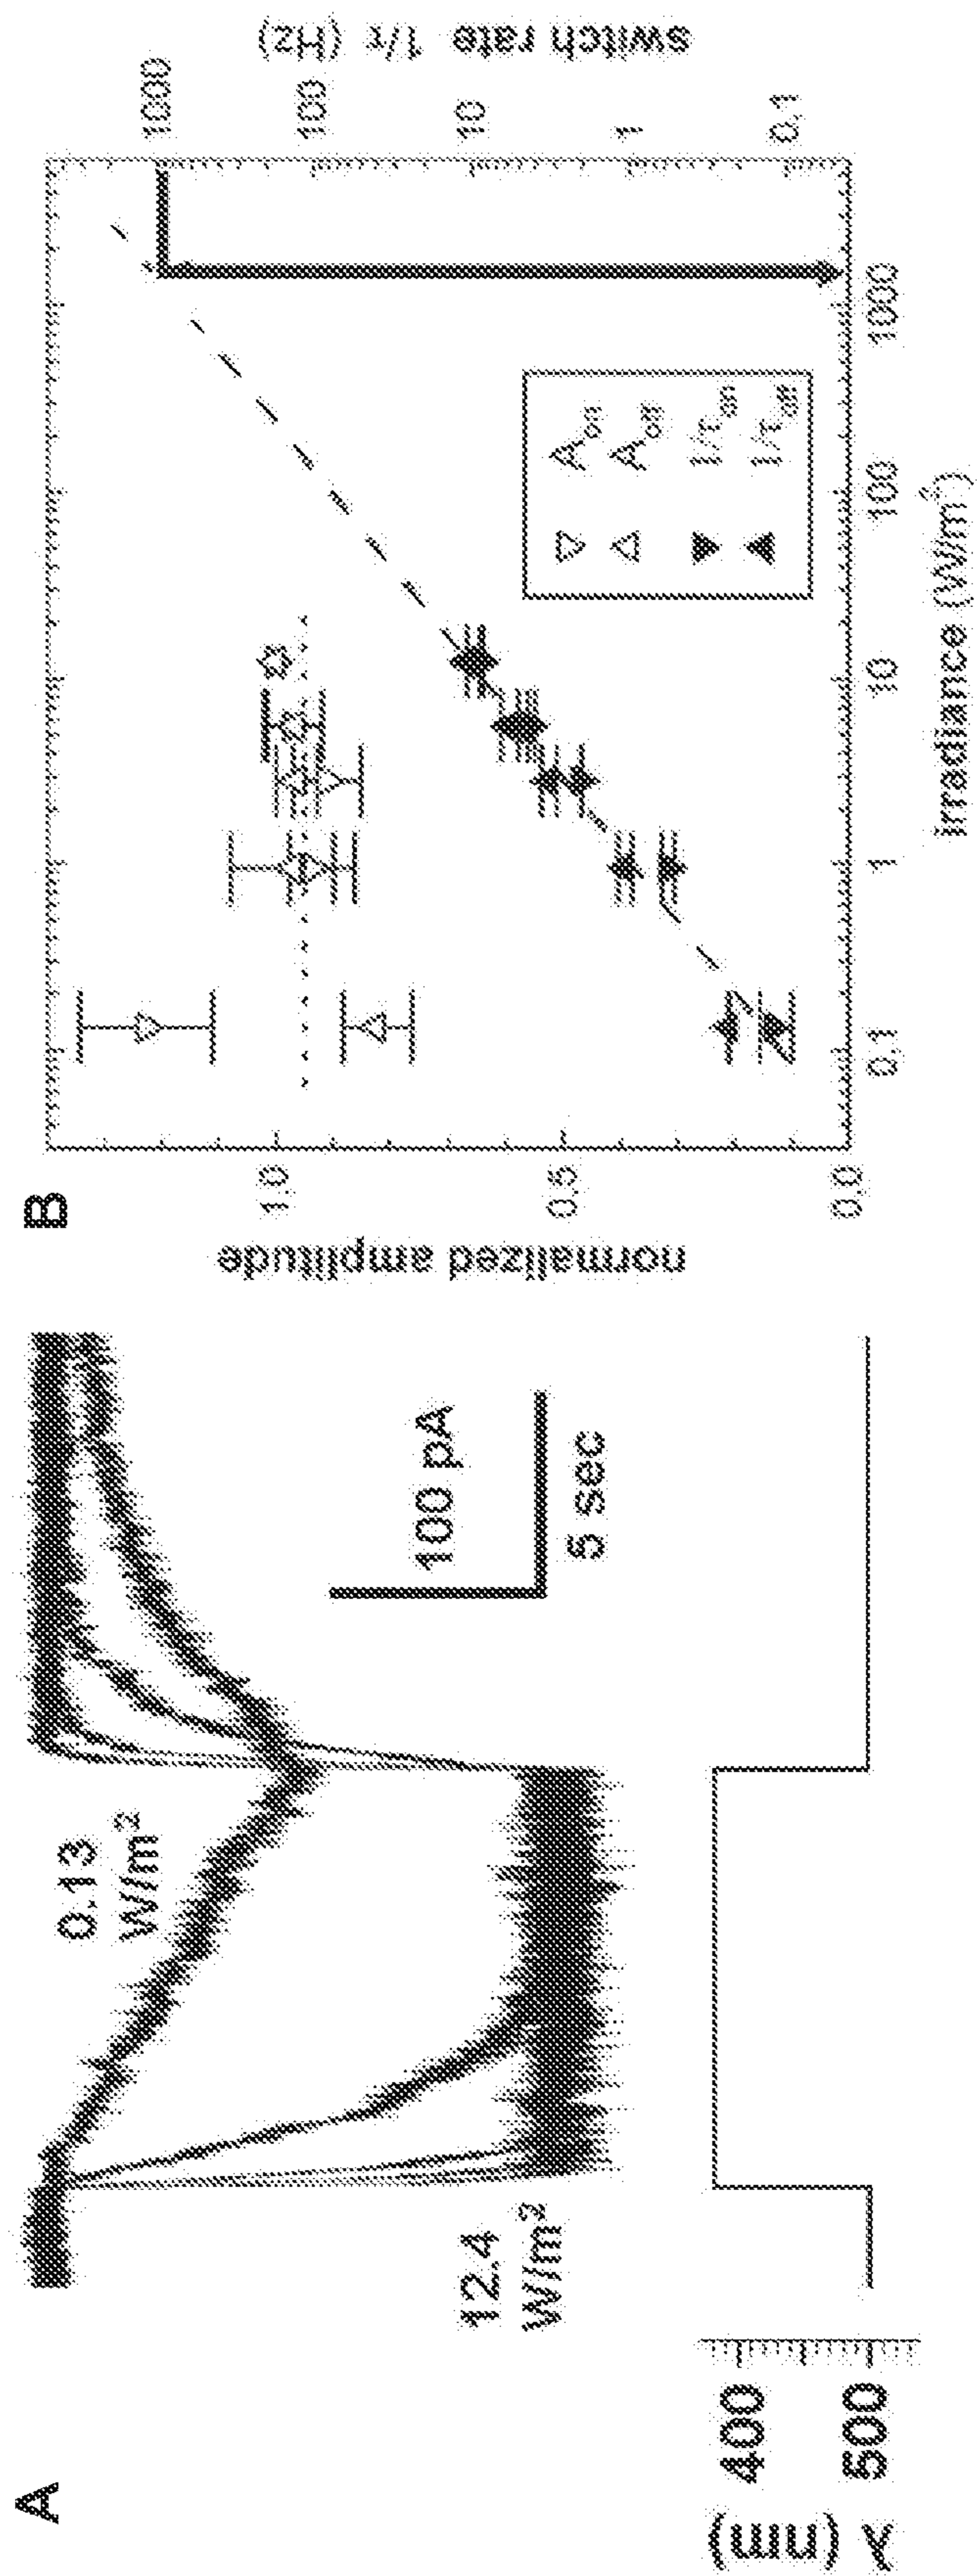 A
0.13
W/m²
12.4
W/m²
100 pA
5 sec
λ (nm)
400
500
B
normalized amplitude
1.0
0.5
0.0
switch rate 1/τ (Hz)
1000
100
10
1
0.1
A_on
A_off
1/τ_on
1/τ_off
0.1
1
10
100
1000
irradiance (W/m²)